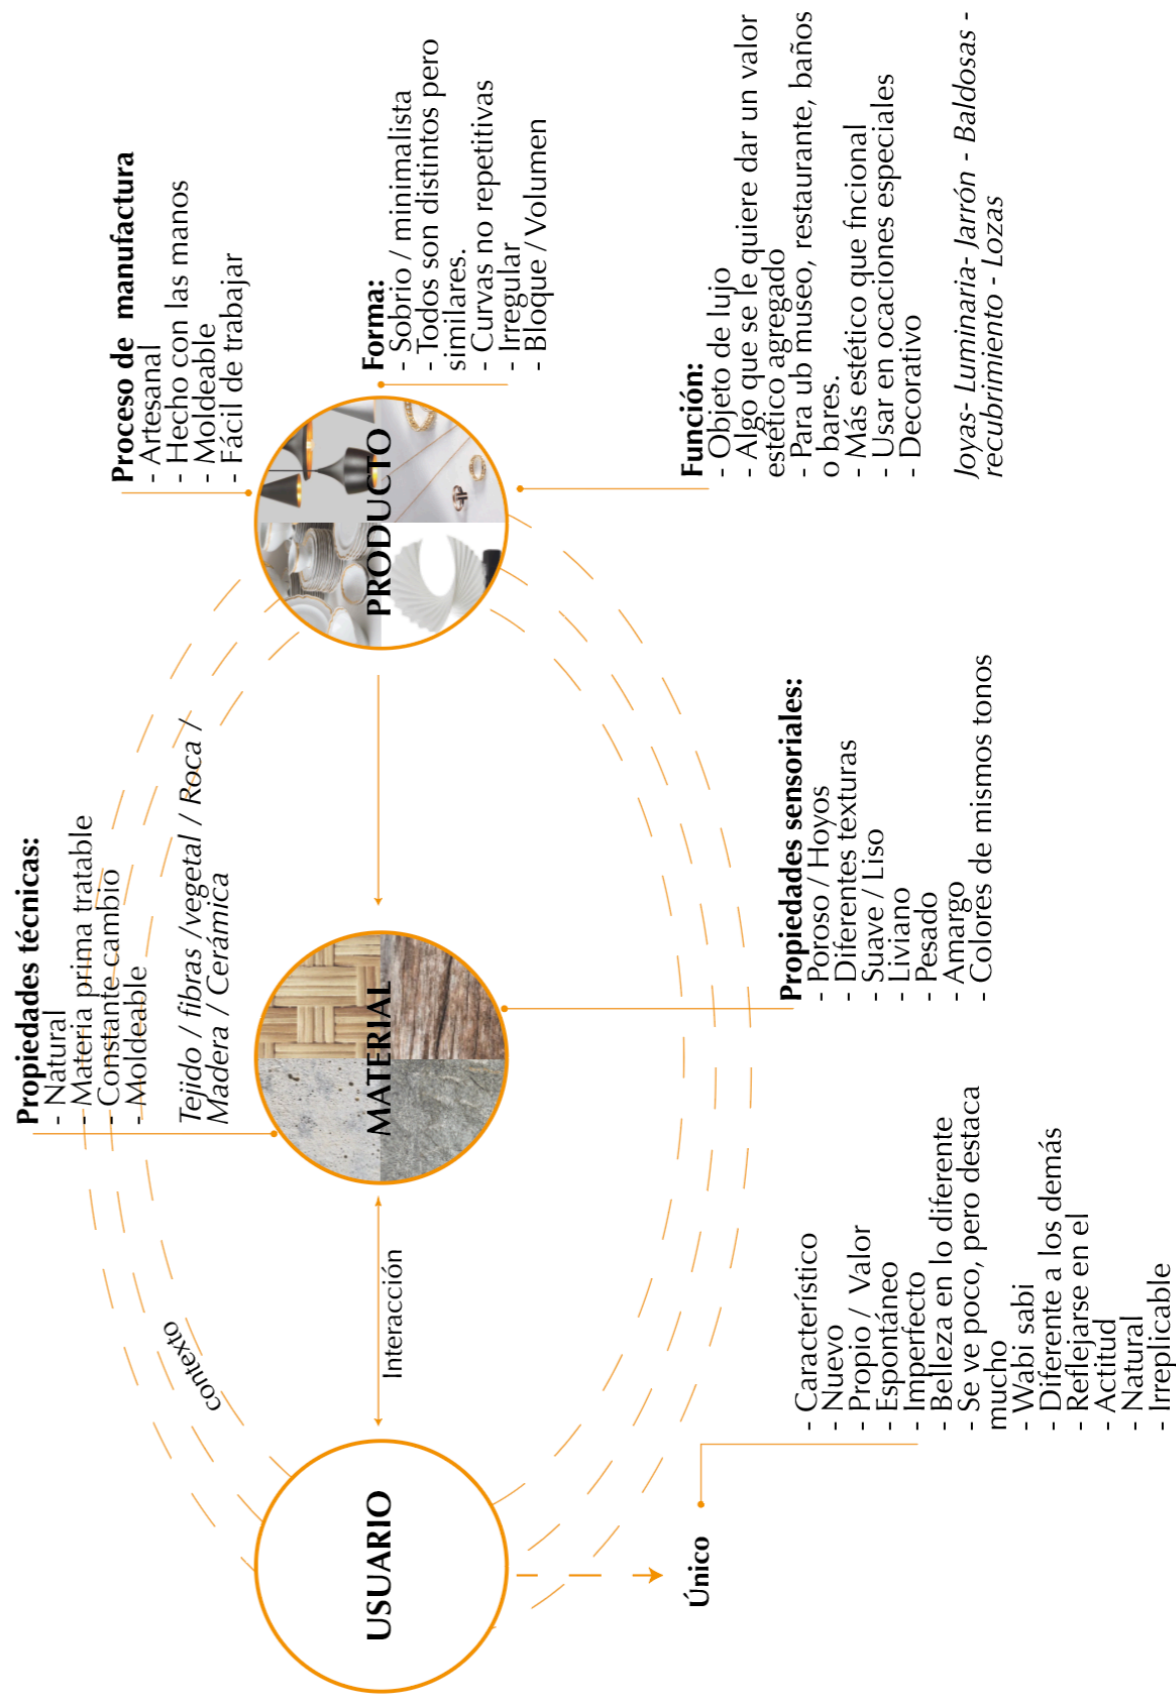 Propiedades técnicas:
- Natural
- Materia prima tratable
- Constante cambio
- Moldeable
Tejido / fibras /vegetal / Roca /
Madera / Cerámica
Proceso de manufactura
- Artesanal
- Hecho con las manos
- Moldeable
- Fácil de trabajar
contexto
USUARIO
Interacción
MATERIAL
PRODUCTO
Forma:
- Sobrio / minimalista
- Todos son distintos pero
similares.
- Curvas no repetitivas
- Irregular
- Bloque / Volumen
Único
- Característico
- Nuevo
- Propio / Valor
- Espontáneo
- Imperfecto
- Belleza en lo diferente
- Se ve poco, pero destaca
mucho
- Wabi sabi
- Diferente a los demás
- Reflejarse en el
- Actitud
- Natural
- Irreplicable
Propiedades sensoriales:
- Poroso / Hoyos
- Diferentes texturas
- Suave / Liso
- Liviano
- Pesado
- Amargo
- Colores de mismos tonos
Función:
- Objeto de lujo
- Algo que se le quiere dar un valor
estético agregado
- Para ub museo, restaurante, baños
o bares.
- Más estético que fncional
- Usar en ocaciones especiales
- Decorativo
Joyas- Luminaria- Jarrón - Baldosas -
recubrimiento - Lozas